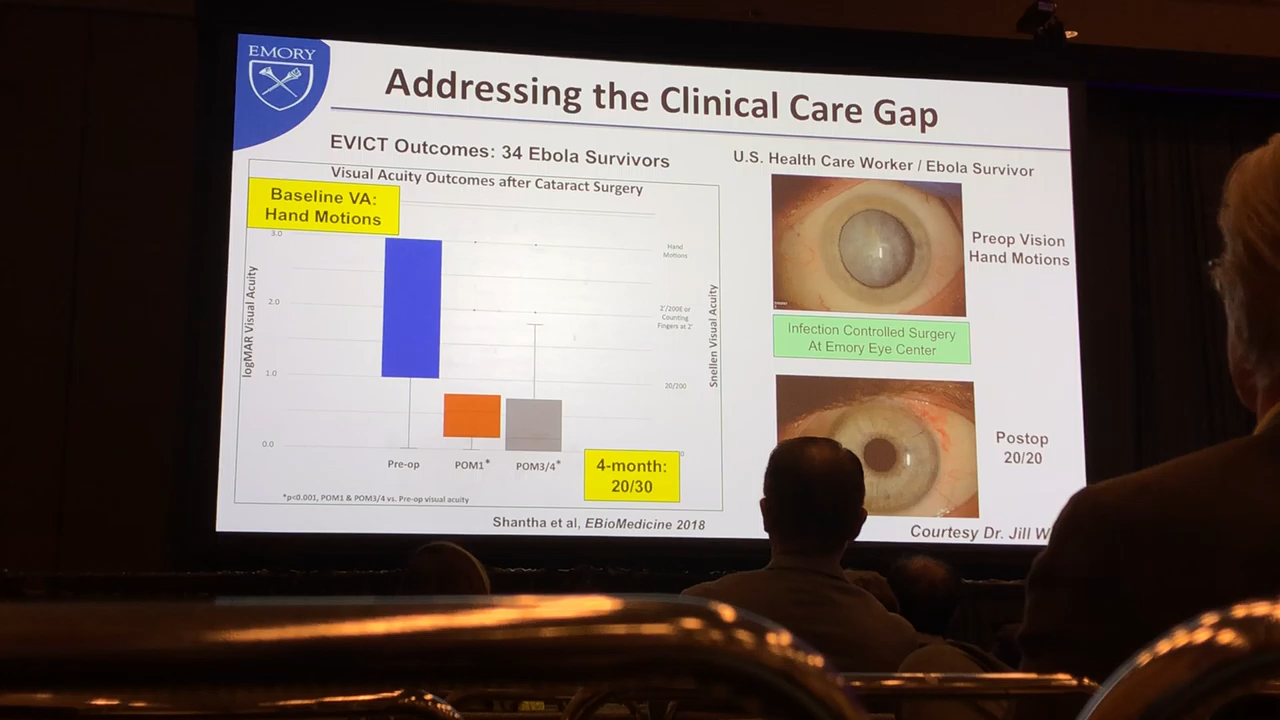 EMORY
Addressing the Clinical Care Gap
EVICT Outcomes: 34 Ebola Survivors
Visual Acuity Outcomes after Cataract Surgery
Baseline VA:
Hand Motions
3.0
2.0
1.0
0.0
logMAR Visual Acuity
Hand
Motions
2'/200E or
Counting
Fingers at 2'
20/200
Snellen Visual Acuity
Pre-op
POM1*
POM3/4*
4-month:
20/30
*p<0.001, POM1 & POM3/4 vs. Pre-op visual acuity
Shantha et al, EBioMedicine 2018
U.S. Health Care Worker / Ebola Survivor
Preop Vision
Hand Motions
Infection Controlled Surgery
At Emory Eye Center
Postop
20/20
Courtesy Dr. Jill W